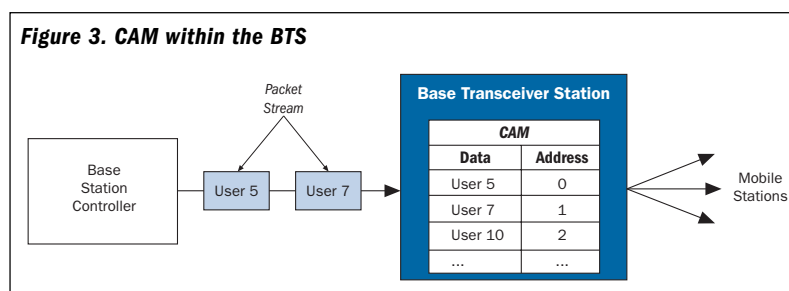 Figure 3. CAM within the BTS
Packet
Stream
Base
Station
Controller
User 5
User 7
Base Transceiver Station
CAM
Data Address
User 5 0
User 7 1
User 10 2
... ...
Mobile
Stations